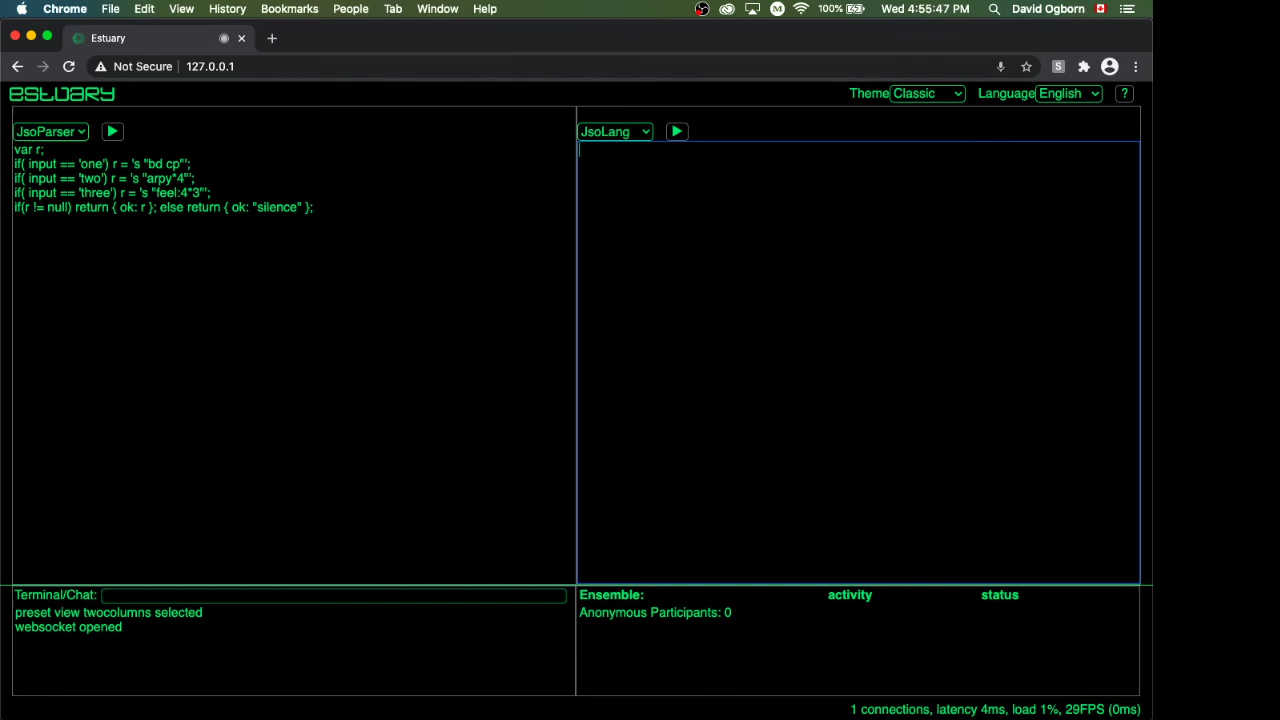 Chrome File Edit View History Bookmarks People Tab Window Help 100% Wed 4:55:47 PM David Ogborn
Estuary
Not Secure 127.0.0.1
estuary Theme Classic Language English ?
JsoParser
var r;
if( input == 'one') r = 's "bd cp"';
if( input == 'two') r = 's "arpy*4"';
if( input == 'three') r = 's "feel:4*3"';
if(r != null) return { ok: r }; else return { ok: "silence" };
JsoLang
Terminal/Chat:
preset view twocolumns selected
websocket opened
Ensemble: activity status
Anonymous Participants: 0
1 connections, latency 4ms, load 1%, 29FPS (0ms)